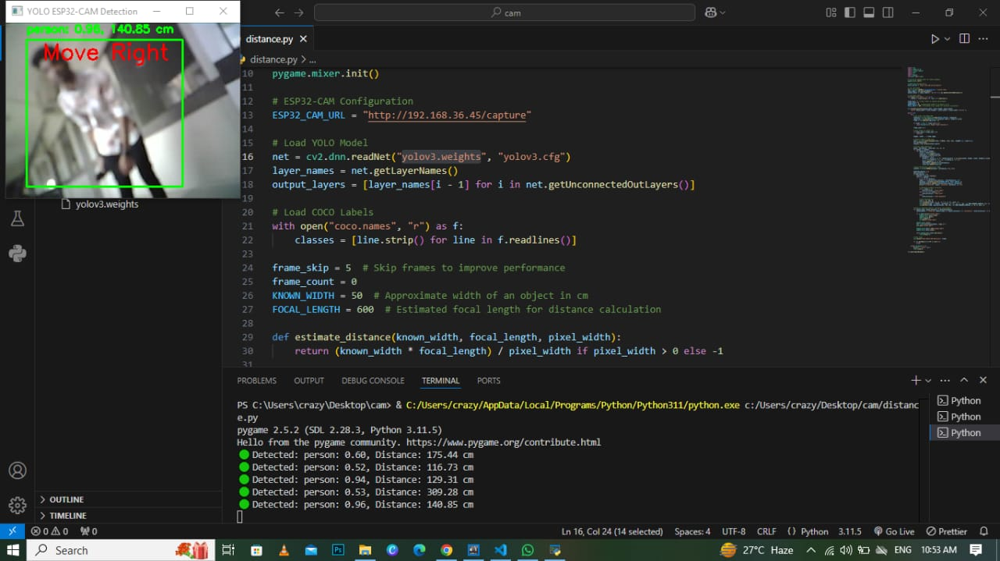 YOLO ESP32-CAM Detection
person: 0.96, 140.85 cm
Move Right
cam
distance.py
distance.py > ...
10 pygame.mixer.init()
11
12 # ESP32-CAM Configuration
13 ESP32_CAM_URL = "http://192.168.36.45/capture"
14
15 # Load YOLO Model
16 net = cv2.dnn.readNet("yolov3.weights", "yolov3.cfg")
17 layer_names = net.getLayerNames()
18 output_layers = [layer_names[i - 1] for i in net.getUnconnectedOutLayers()]
19
20 # Load COCO Labels
21 with open("coco.names", "r") as f:
22 classes = [line.strip() for line in f.readlines()]
23
24 frame_skip = 5 # Skip frames to improve performance
25 frame_count = 0
26 KNOWN_WIDTH = 50 # Approximate width of an object in cm
27 FOCAL_LENGTH = 600 # Estimated focal length for distance calculation
28
29 def estimate_distance(known_width, focal_length, pixel_width):
30 return (known_width * focal_length) / pixel_width if pixel_width > 0 else -1
31
yolov3.weights
OUTLINE
TIMELINE
PROBLEMS OUTPUT DEBUG CONSOLE TERMINAL PORTS
PS C:\Users\crazy\Desktop\cam> & C:/Users/crazy/AppData/Local/Programs/Python/Python311/python.exe c:/Users/crazy/Desktop/cam/distanc
e.py
pygame 2.5.2 (SDL 2.28.3, Python 3.11.5)
Hello from the pygame community. https://www.pygame.org/contribute.html
Detected: person: 0.60, Distance: 175.44 cm
Detected: person: 0.52, Distance: 116.73 cm
Detected: person: 0.94, Distance: 129.31 cm
Detected: person: 0.53, Distance: 309.28 cm
Detected: person: 0.96, Distance: 140.85 cm
Python
Python
Python
0 0 0
Ln 16, Col 24 (14 selected) Spaces: 4 UTF-8 CRLF {} Python 3.11.5 Go Live Prettier
Search
Ps
27°C Haze ENG 10:53 AM